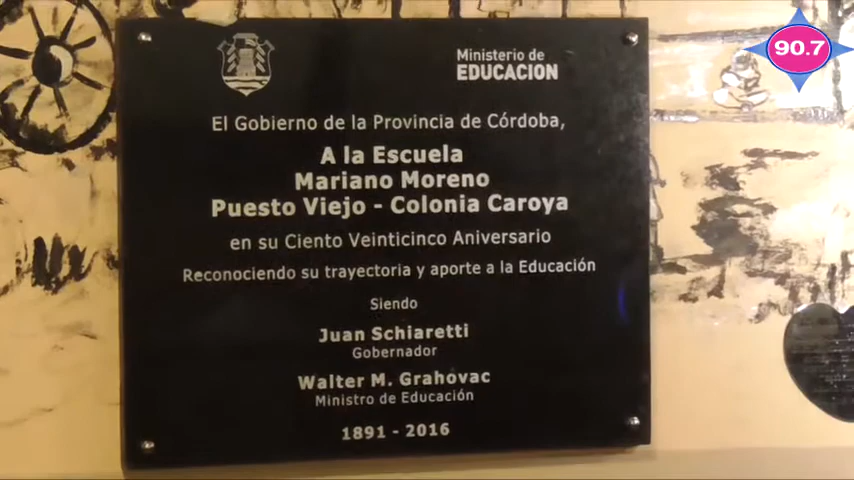 90.7
Ministerio de
EDUCACION
El Gobierno de la Provincia de Córdoba,
A la Escuela
Mariano Moreno
Puesto Viejo - Colonia Caroya
en su Ciento Veinticinco Aniversario
Reconociendo su trayectoria y aporte a la Educación
Siendo
Juan Schiaretti
Gobernador
Walter M. Grahovac
Ministro de Educación
1891 - 2016